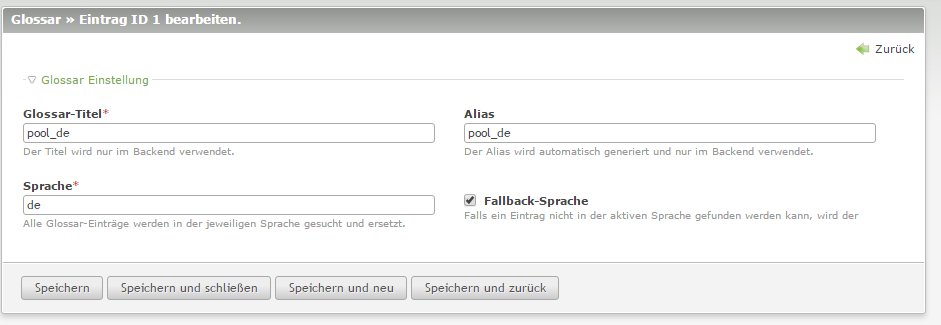 Glossar » Eintrag ID 1 bearbeiten.
Zurück
Glossar Einstellung
Glossar-Titel*
pool_de
Der Titel wird nur im Backend verwendet.
Alias
pool_de
Der Alias wird automatisch generiert und nur im Backend verwendet.
Sprache*
de
Alle Glossar-Einträge werden in der jeweiligen Sprache gesucht und ersetzt.
Fallback-Sprache
Falls ein Eintrag nicht in der aktiven Sprache gefunden werden kann, wird der
Speichern
Speichern und schließen
Speichern und neu
Speichern und zurück